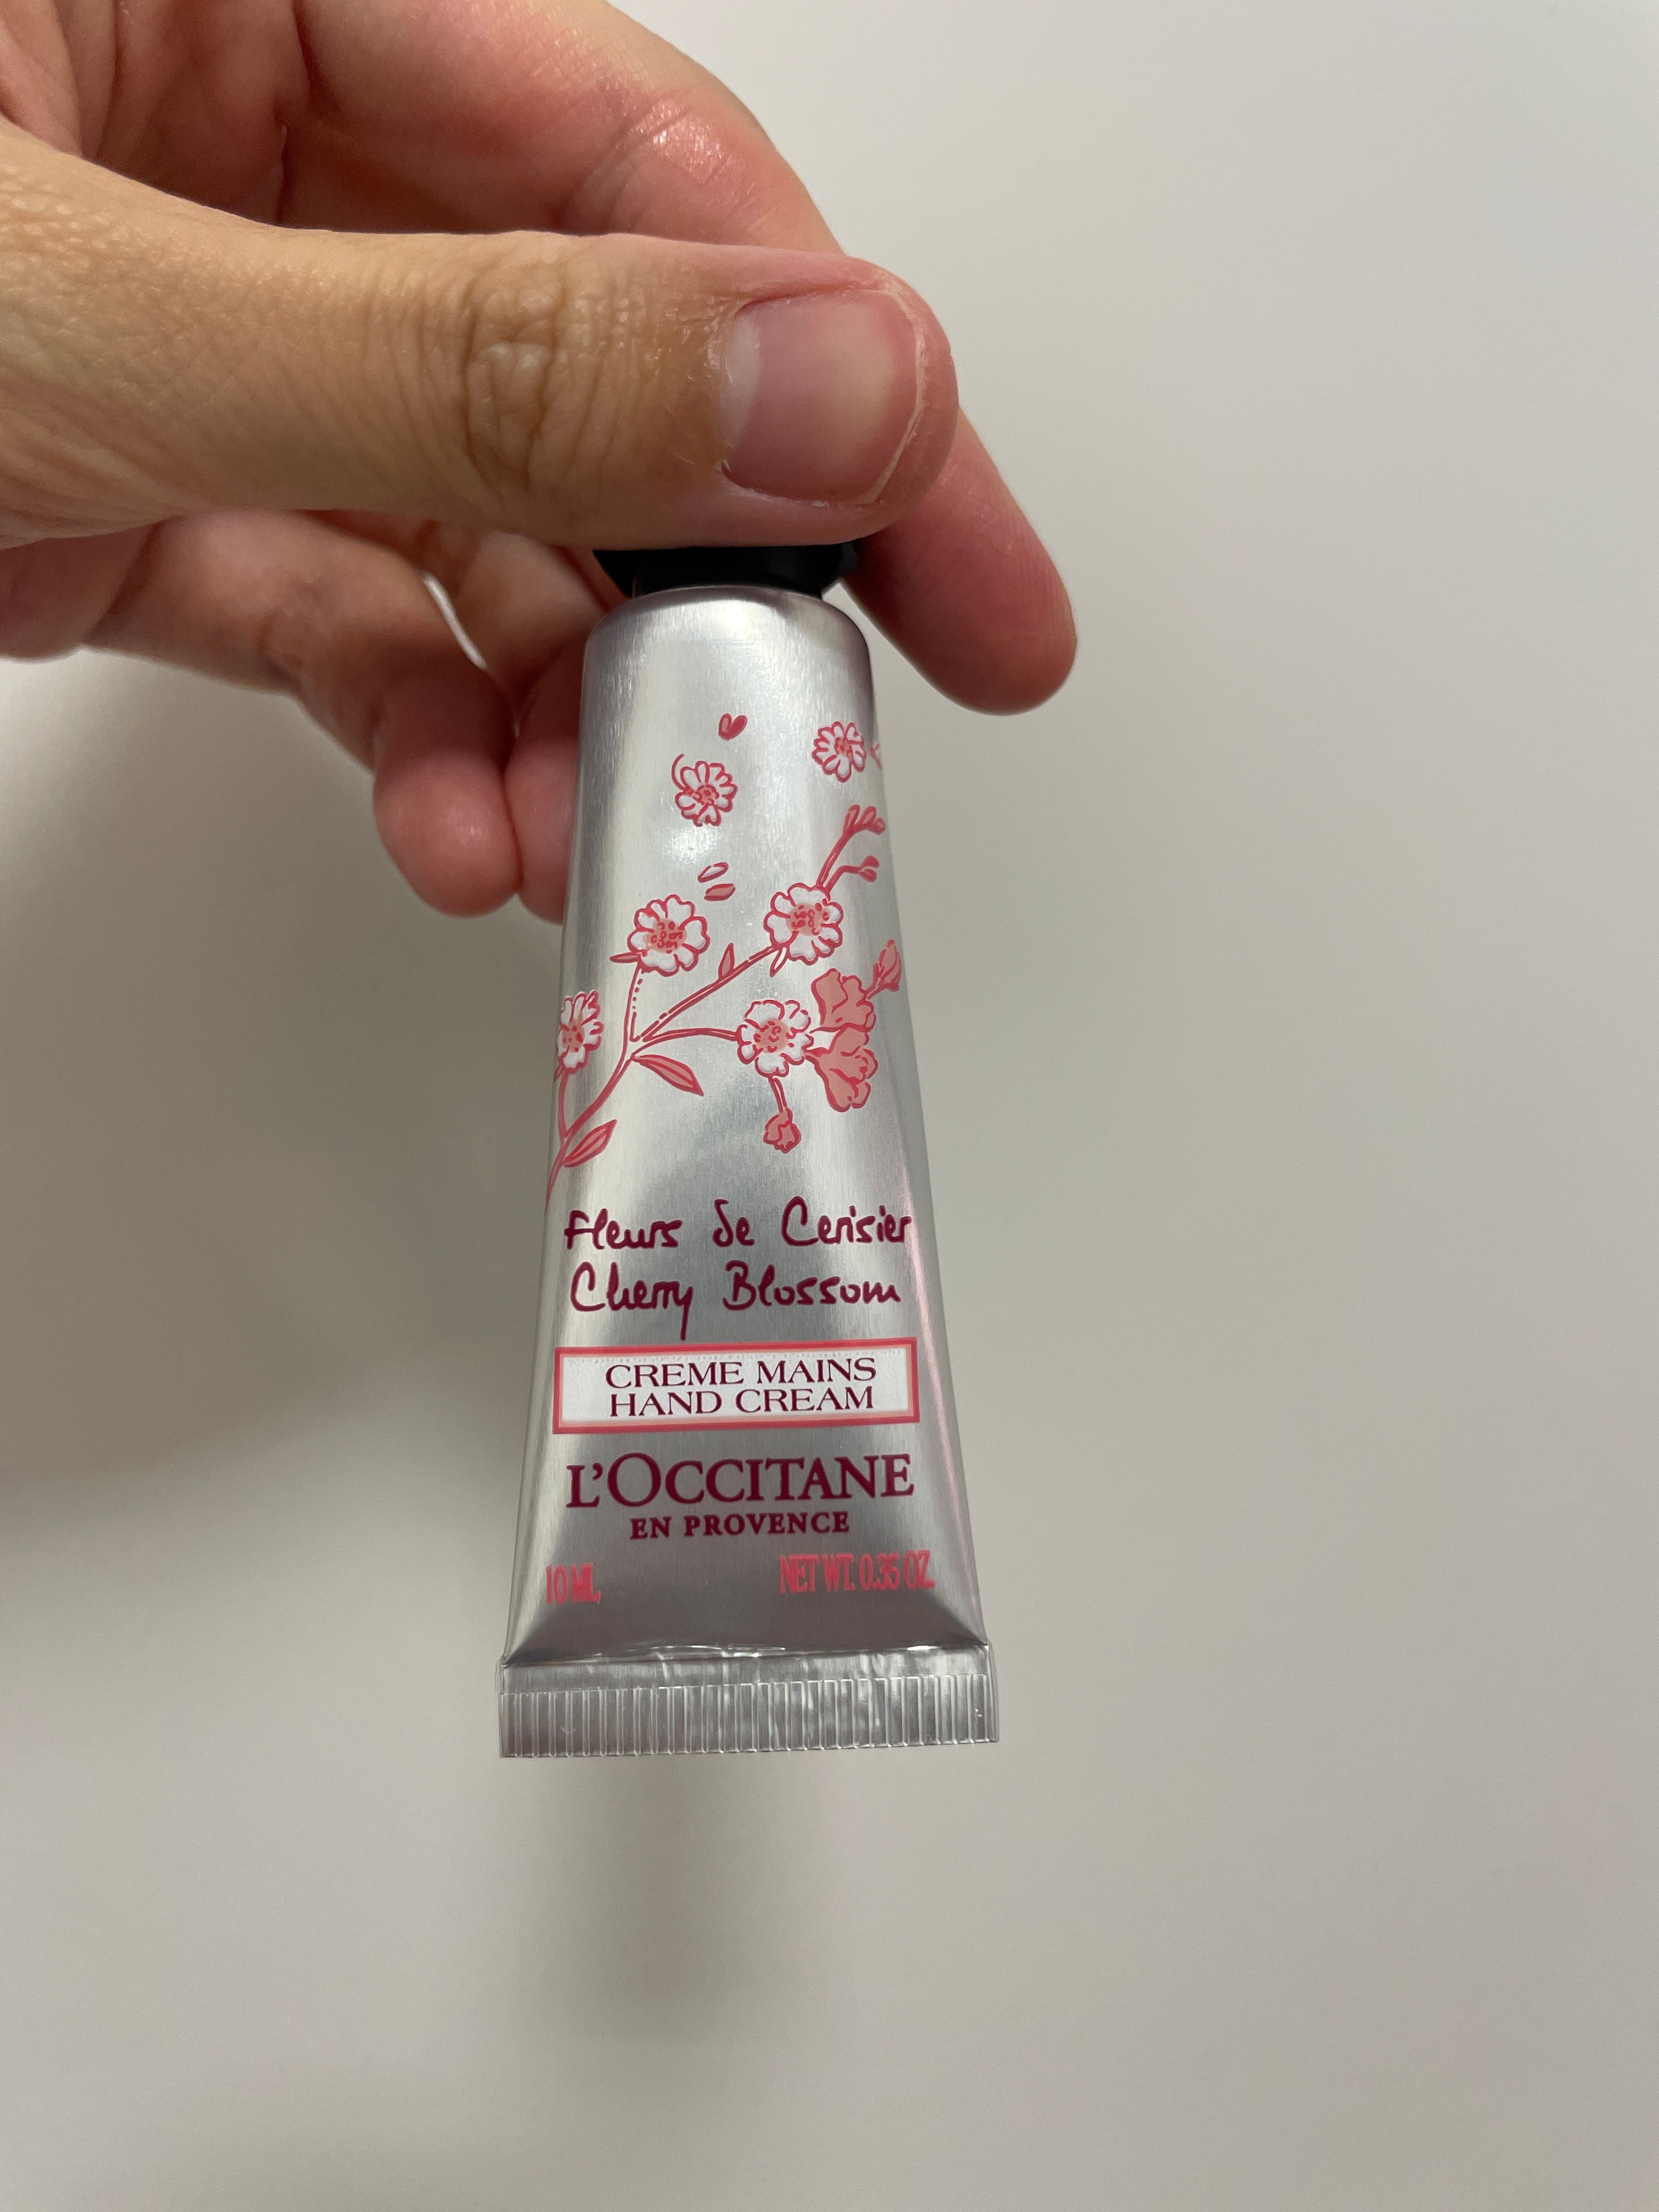 Fleurs de Cerisier
Cherry Blossom
CREME MAINS
HAND CREAM
L'OCCITANE
EN PROVENCE
10 ML NET WT. 0.35 OZ.